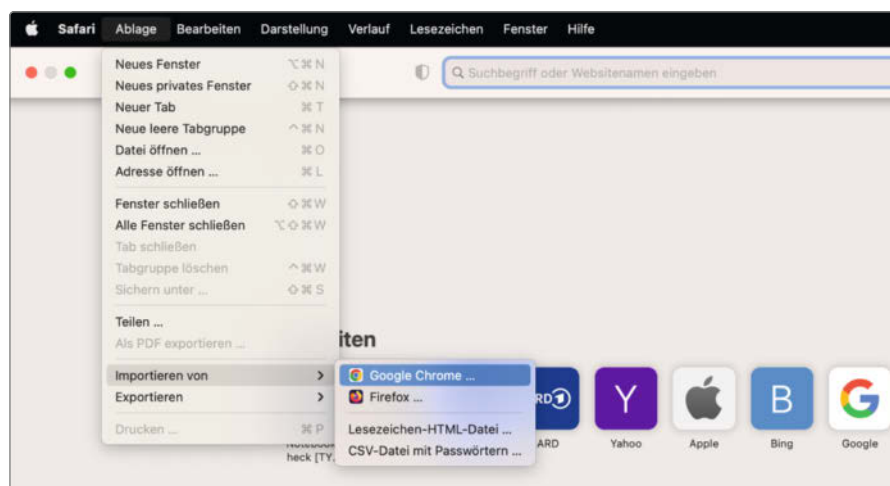 Safari Ablage Bearbeiten Darstellung Verlauf Lesezeichen Fenster Hilfe
Suchbegriff oder Websitenamen eingeben
Neues Fenster ⌥⌘N
Neues privates Fenster ⇧⌘N
Neuer Tab ⌘T
Neue leere Tabgruppe ^⌘N
Datei öffnen ... ⌘O
Adresse öffnen ... ⌘L
Fenster schließen ⇧⌘W
Alle Fenster schließen ⌥⇧⌘W
Tab schließen
Tabgruppe löschen ^⌘W
Sichern unter ... ⇧⌘S
Teilen ...
Als PDF exportieren ...
Importieren von >
Exportieren >
Drucken ... ⌘P
iten
Google Chrome ...
Firefox ...
Lesezeichen-HTML-Datei ...
CSV-Datei mit Passwörtern ...
RD1
Y
B
G
heck [TY.
ARD
Yahoo
Apple
Bing
Google